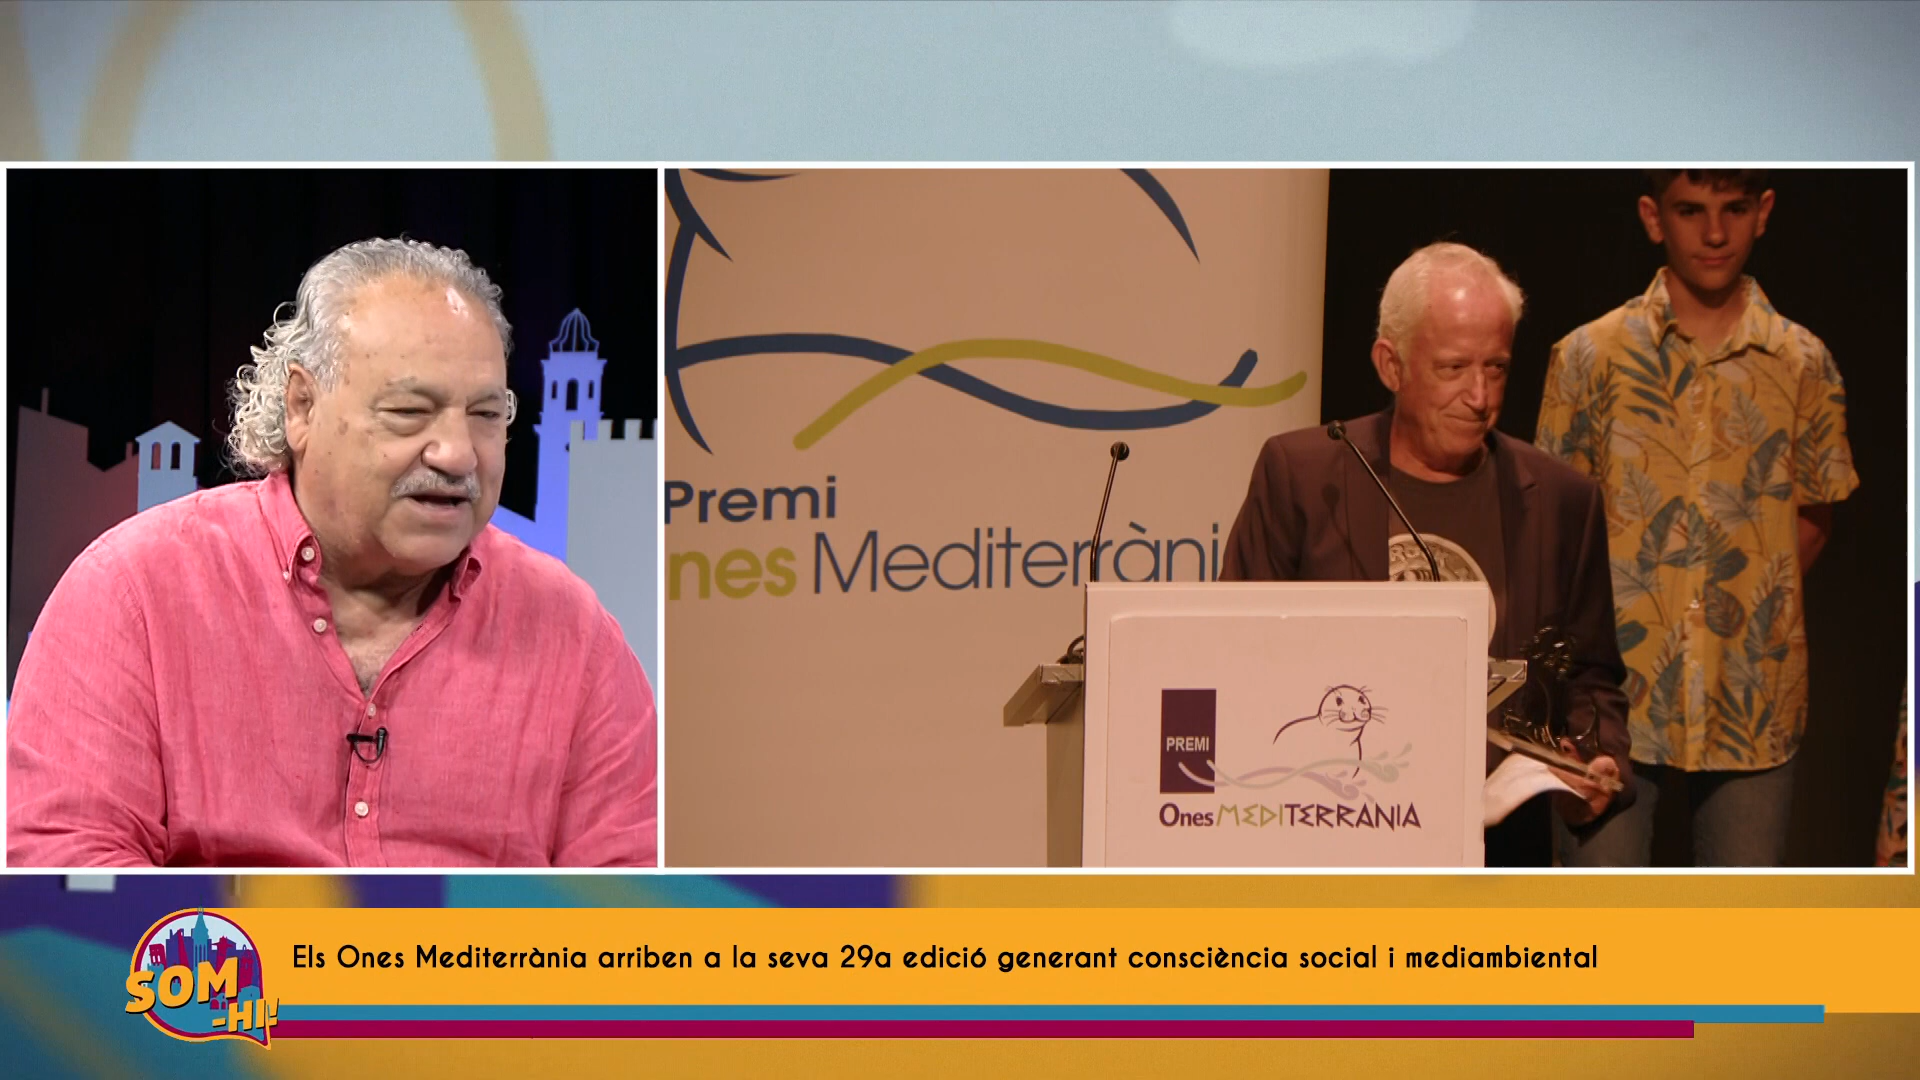 Premi
nes Mediterràni
PREMI
Ones MEDITERRANIA
Els Ones Mediterrània arriben a la seva 29a edició generant consciència social i mediambiental
SOM
-HI!